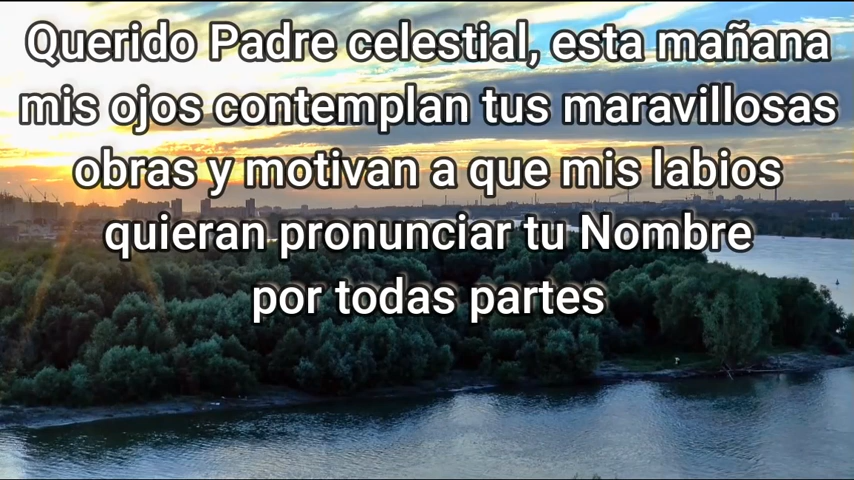 Querido Padre celestial, esta mañana
mis ojos contemplan tus maravillosas
obras y motivan a que mis labios
quieran pronunciar tu Nombre
por todas partes